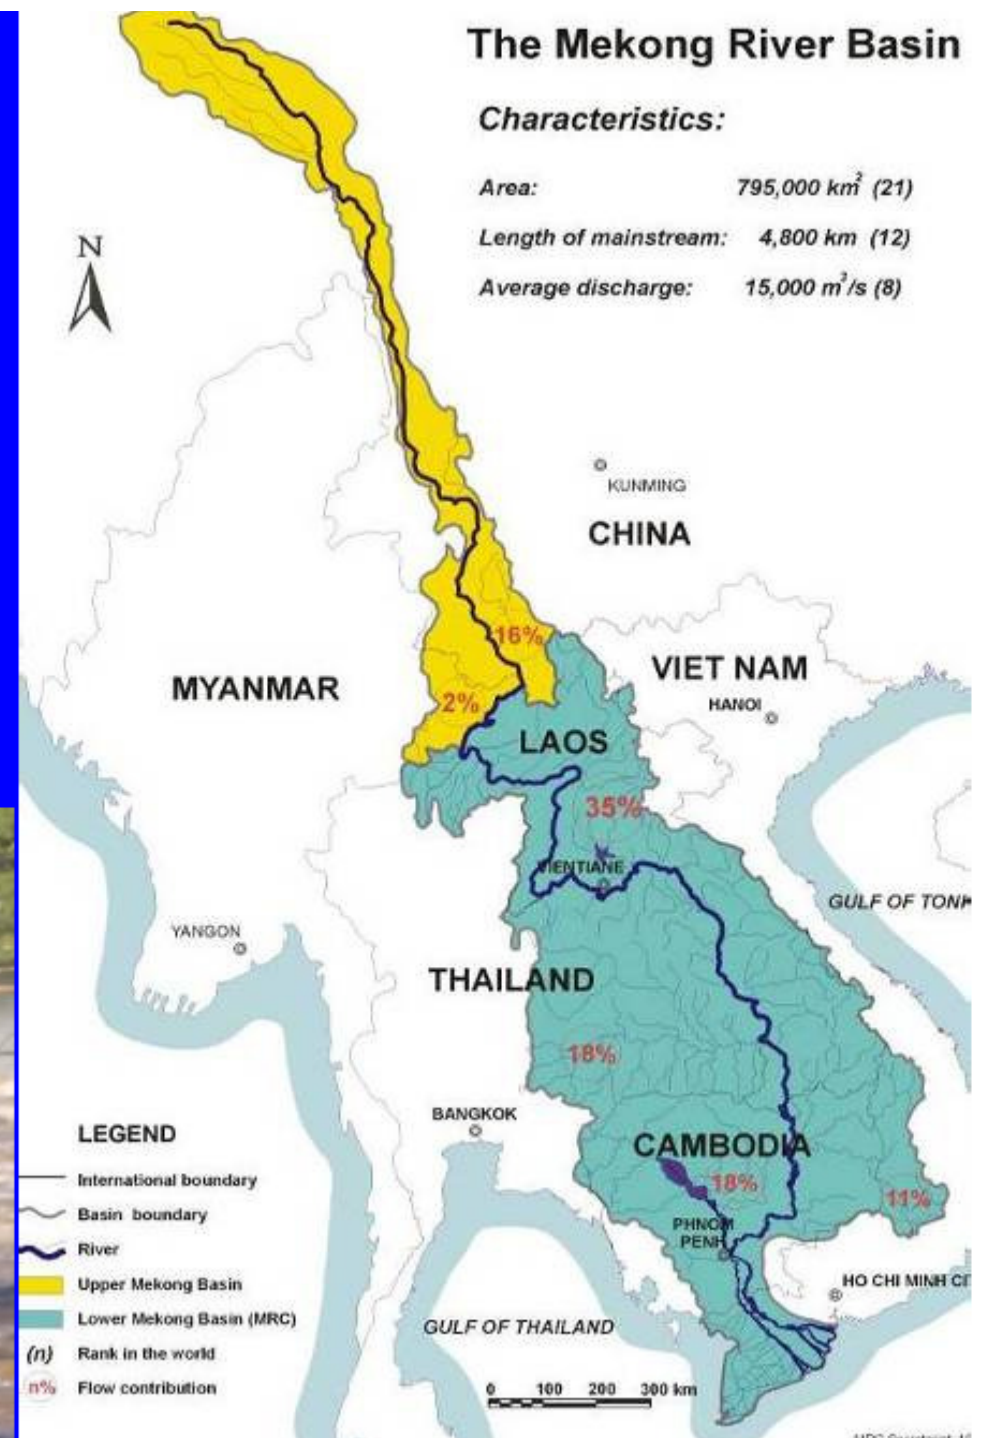 The Mekong River Basin
Characteristics:
Area: 795,000 km² (21)
Length of mainstream: 4,800 km (12)
Average discharge: 15,000 m³/s (8)
N
KUNMING
CHINA
16%
MYANMAR
VIET NAM
2%
HANOI
LAOS
35%
VIENTIANE
GULF OF TONK
YANGON
THAILAND
18%
BANGKOK
LEGEND
CAMBODIA
International boundary
18%
11%
Basin boundary
PHNOM
PENH
River
Upper Mekong Basin
HO CHI MINH CIT
Lower Mekong Basin (MRC)
GULF OF THAILAND
(n) Rank in the world
n% Flow contribution
0 100 200 300 km